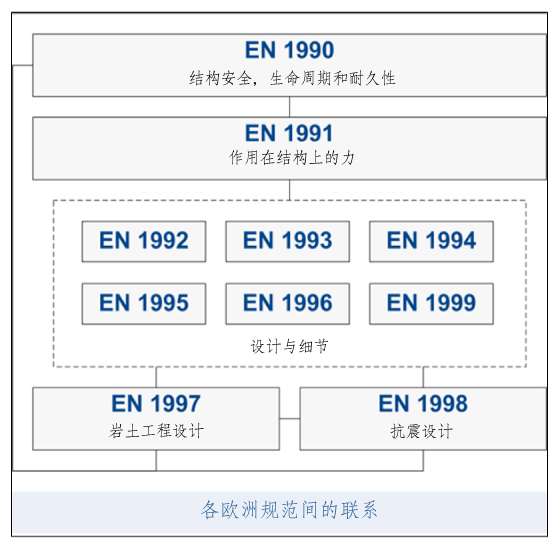 EN 1990
结构安全，生命周期和耐久性
EN 1991
作用在结构上的力
EN 1992 EN 1993 EN 1994
EN 1995 EN 1996 EN 1999
设计与细节
EN 1997 EN 1998
岩土工程设计 抗震设计
各欧洲规范间的联系